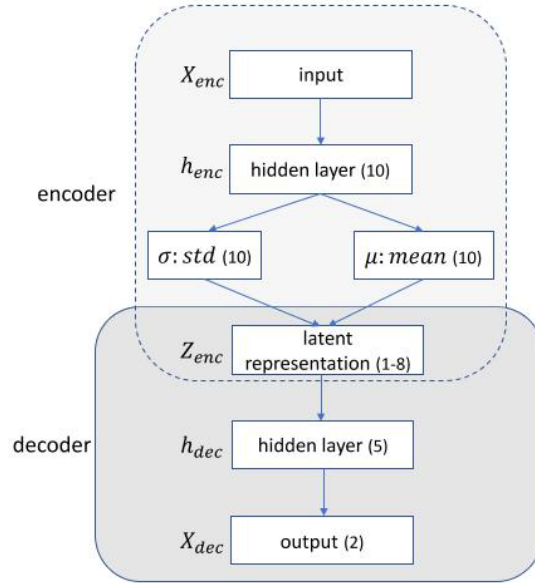 X_enc
input
h_enc
hidden layer (10)
encoder
σ: std (10)
μ: mean (10)
Z_enc
latent
representation (1-8)
decoder
h_dec
hidden layer (5)
X_dec
output (2)